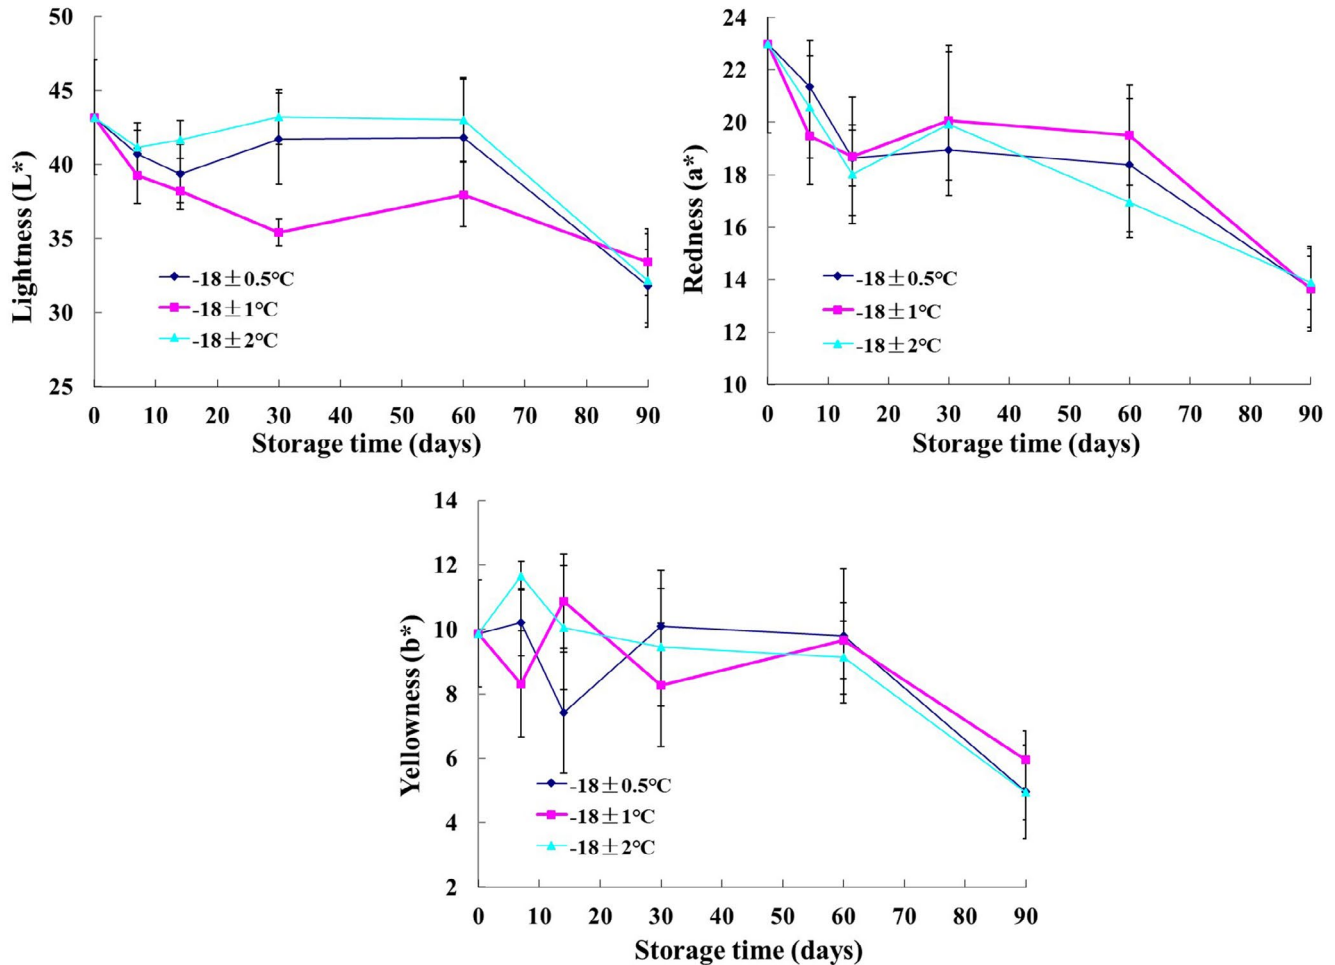 50
45
40
35
30
25
Lightness (L*)
-18±0.5°C
-18±1°C
-18±2°C
0 10 20 30 40 50 60 70 80 90
Storage time (days)
24
22
20
18
16
14
12
10
Redness (a*)
-18±0.5°C
-18±1°C
-18±2°C
0 10 20 30 40 50 60 70 80 90
Storage time (days)
14
12
10
8
6
4
2
Yellowness (b*)
-18±0.5°C
-18±1°C
-18±2°C
0 10 20 30 40 50 60 70 80 90
Storage time (days)